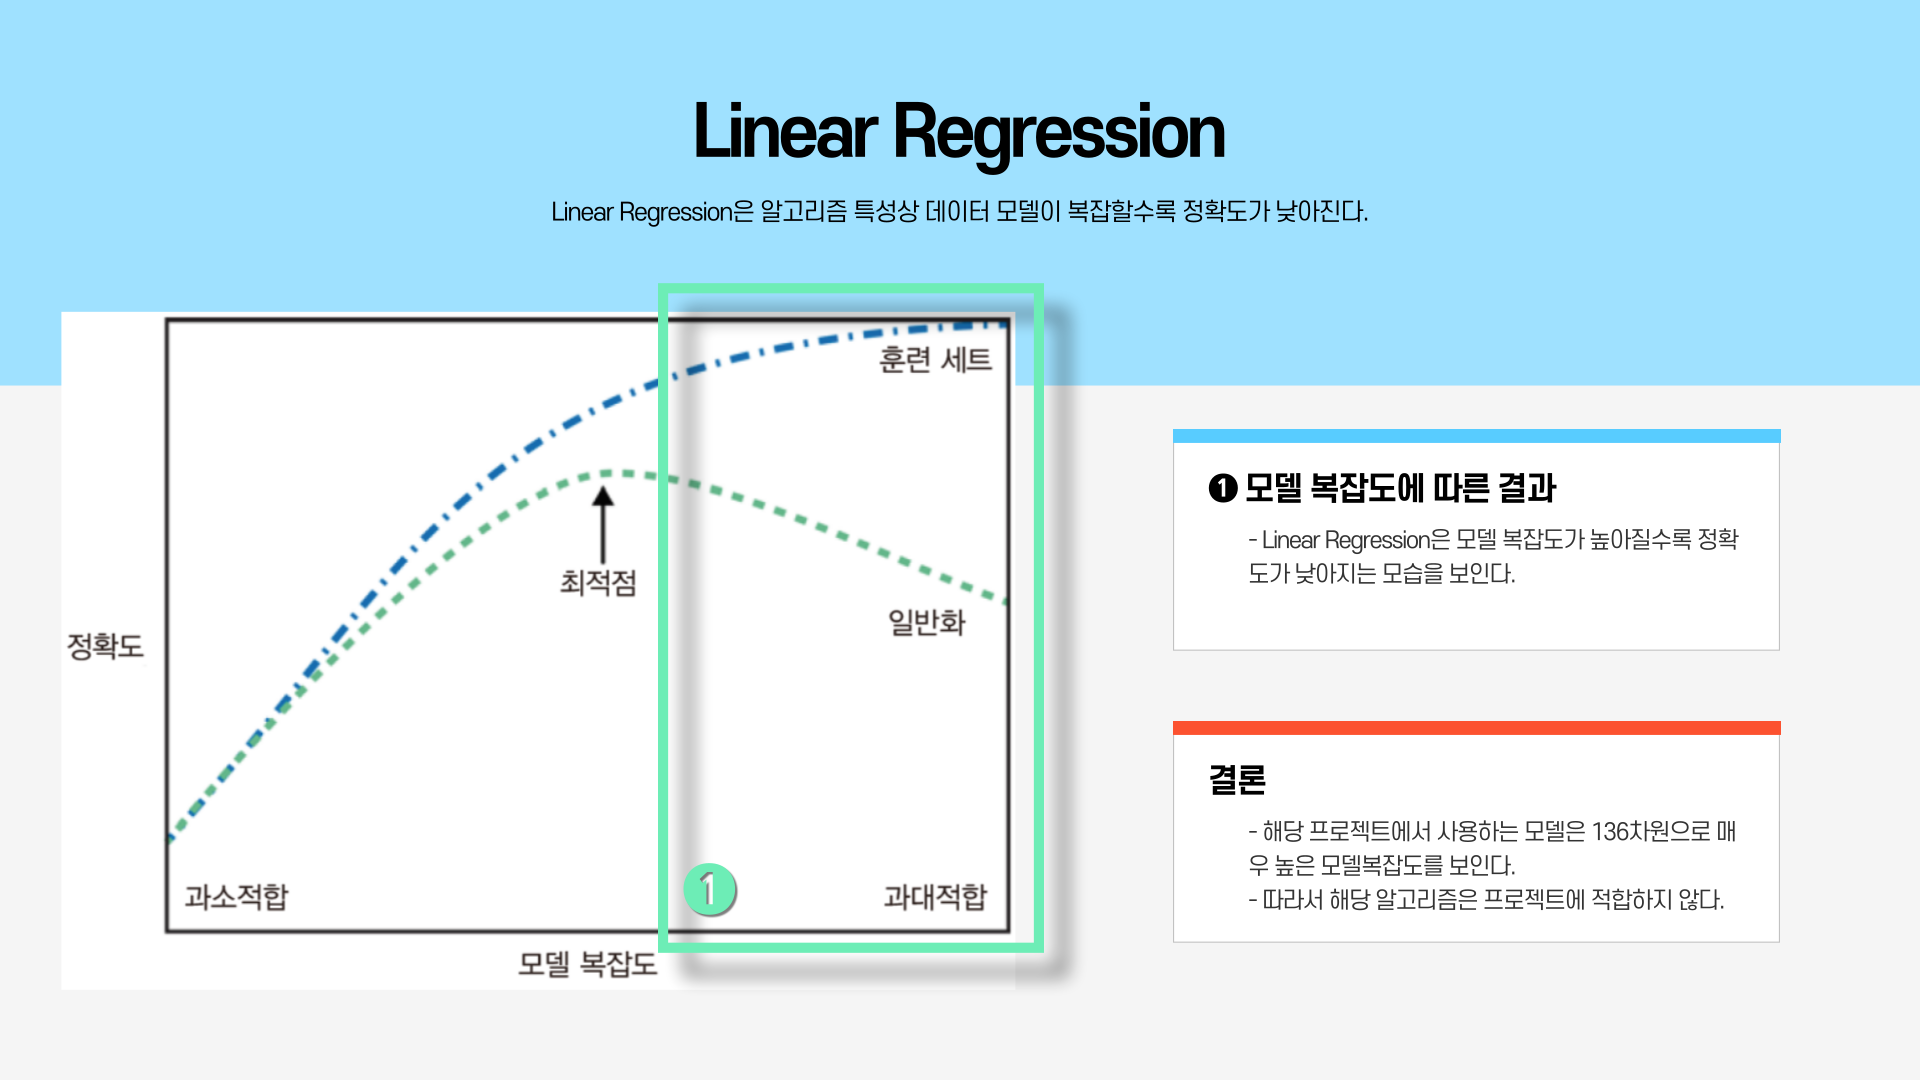 Linear Regression
Linear Regression은 알고리즘 특성상 데이터 모델이 복잡할수록 정확도가 낮아진다.
훈련 세트
최적점
일반화
정확도
과소적합
1
과대적합
모델 복잡도
❶ 모델 복잡도에 따른 결과
- Linear Regression은 모델 복잡도가 높아질수록 정확
도가 낮아지는 모습을 보인다.
결론
- 해당 프로젝트에서 사용하는 모델은 136차원으로 매
우 높은 모델복잡도를 보인다.
- 따라서 해당 알고리즘은 프로젝트에 적합하지 않다.